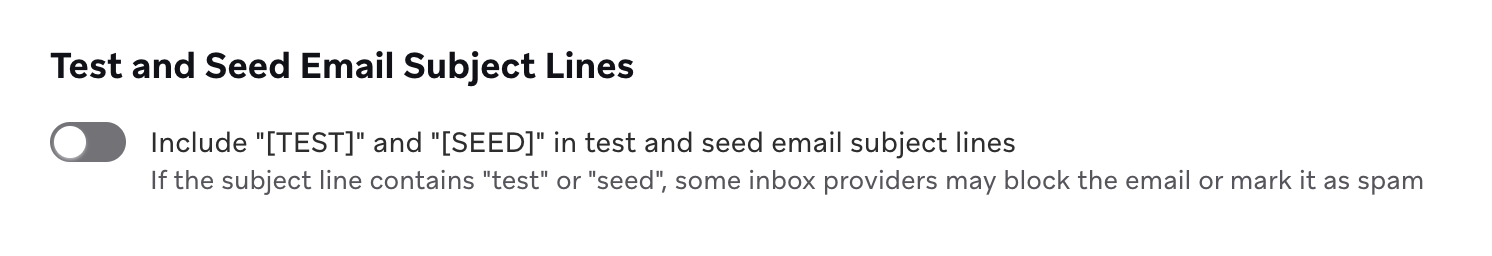 Test and Seed Email Subject Lines
Include "[TEST]" and "[SEED]" in test and seed email subject lines
If the subject line contains "test" or "seed", some inbox providers may block the email or mark it as spam